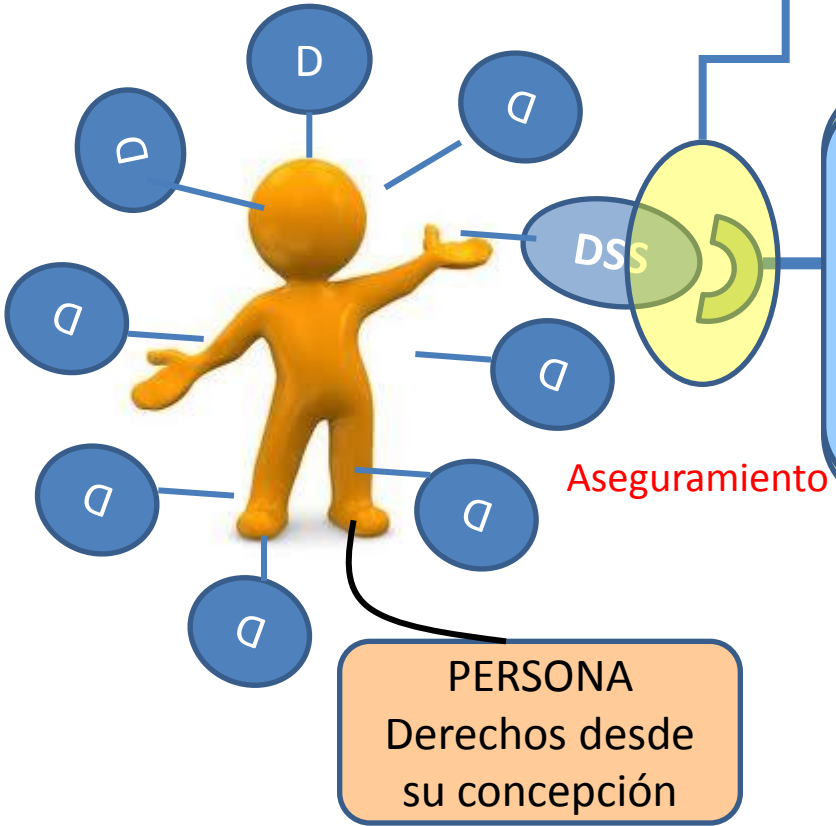 D
D
D
DSS
D
D
D
D
D
Aseguramiento
PERSONA
Derechos desde
su concepción